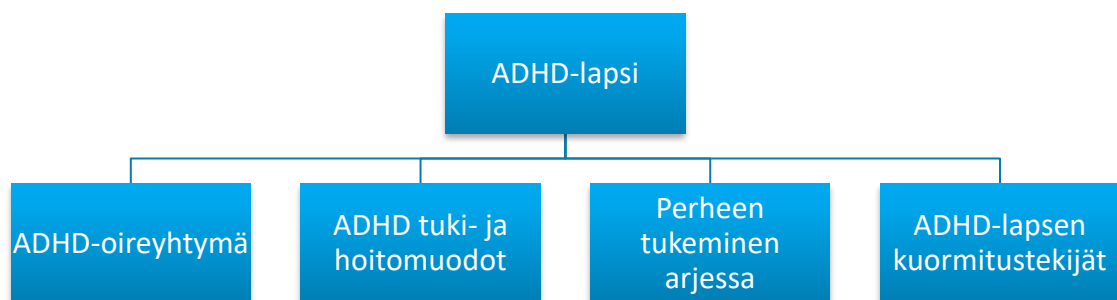 ADHD-lapsi
ADHD-oireyhtymä
ADHD tuki- ja
hoitomuodot
Perheen
tukeminen
arjessa
ADHD-lapsen
kuormitustekijät